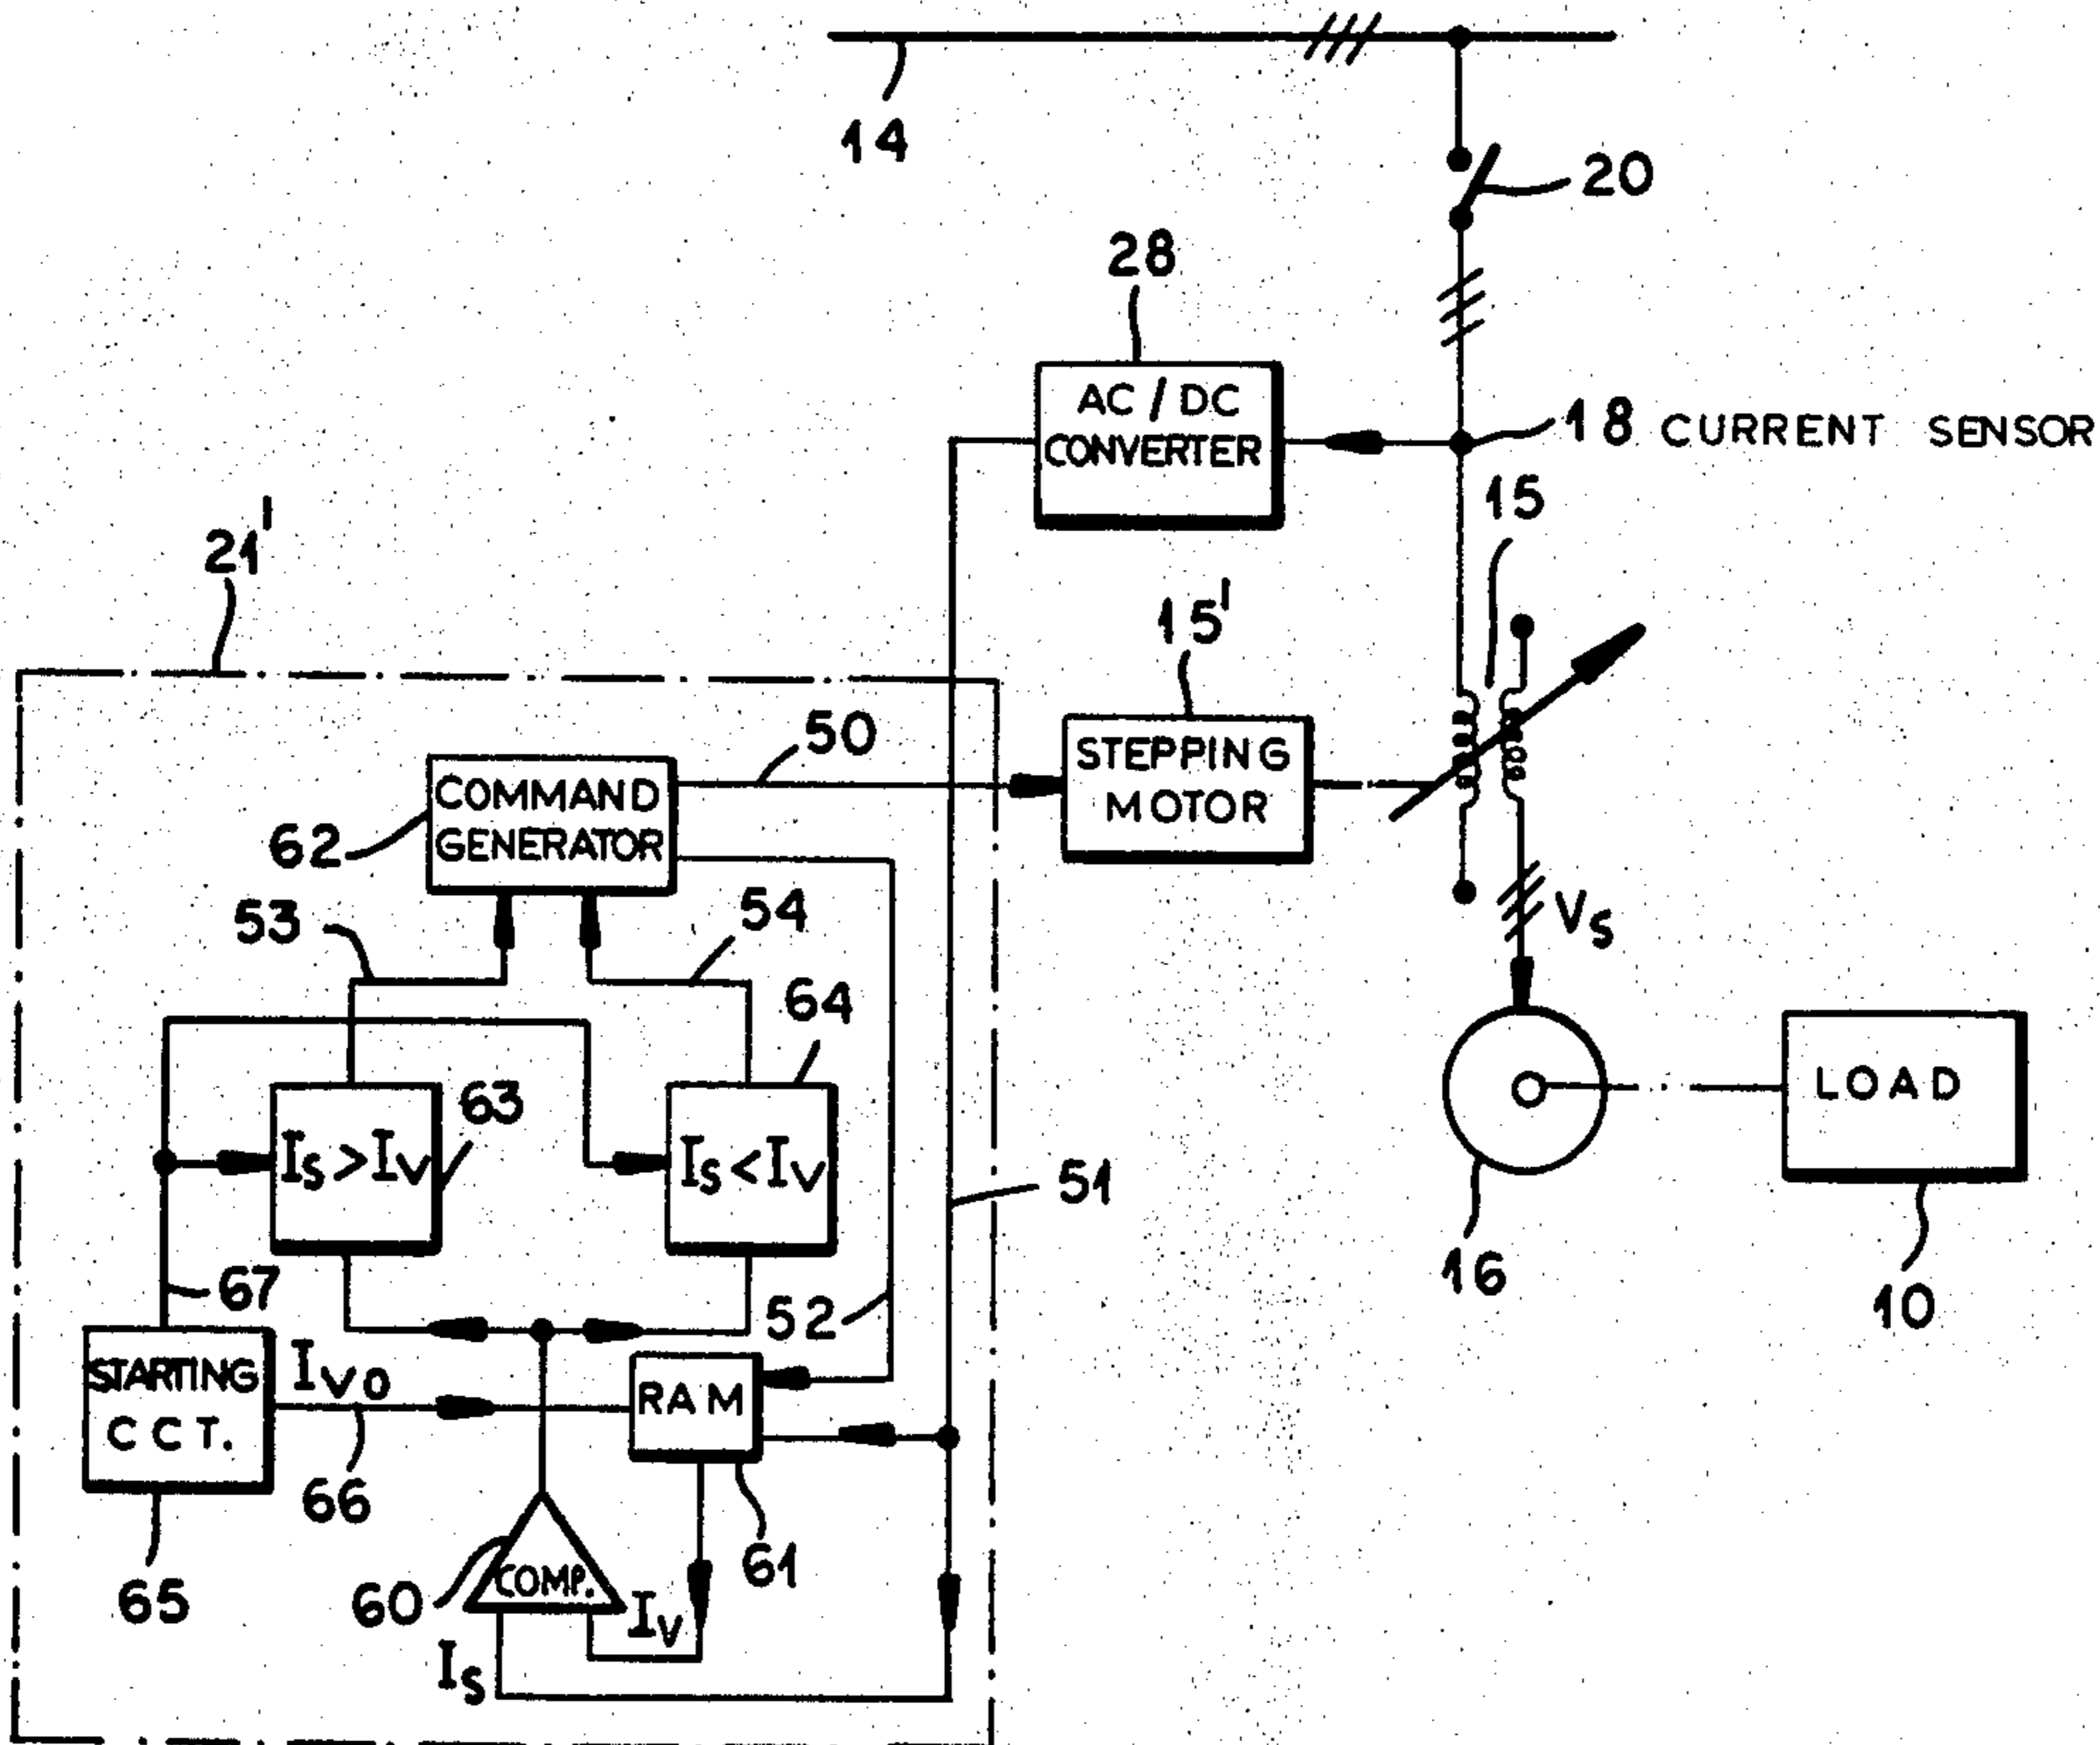 14
20
28
AC / DC
CONVERTER
18 CURRENT SENSOR
15
21'
15'
50
STEPPING
MOTOR
COMMAND
GENERATOR
62
53
54
Vs
64
63
Is > Iv
Is < Iv
LOAD
51
16
10
67
52
STARTING
CCT.
Ivo
RAM
66
65
60
COMP.
61
Iv
Is